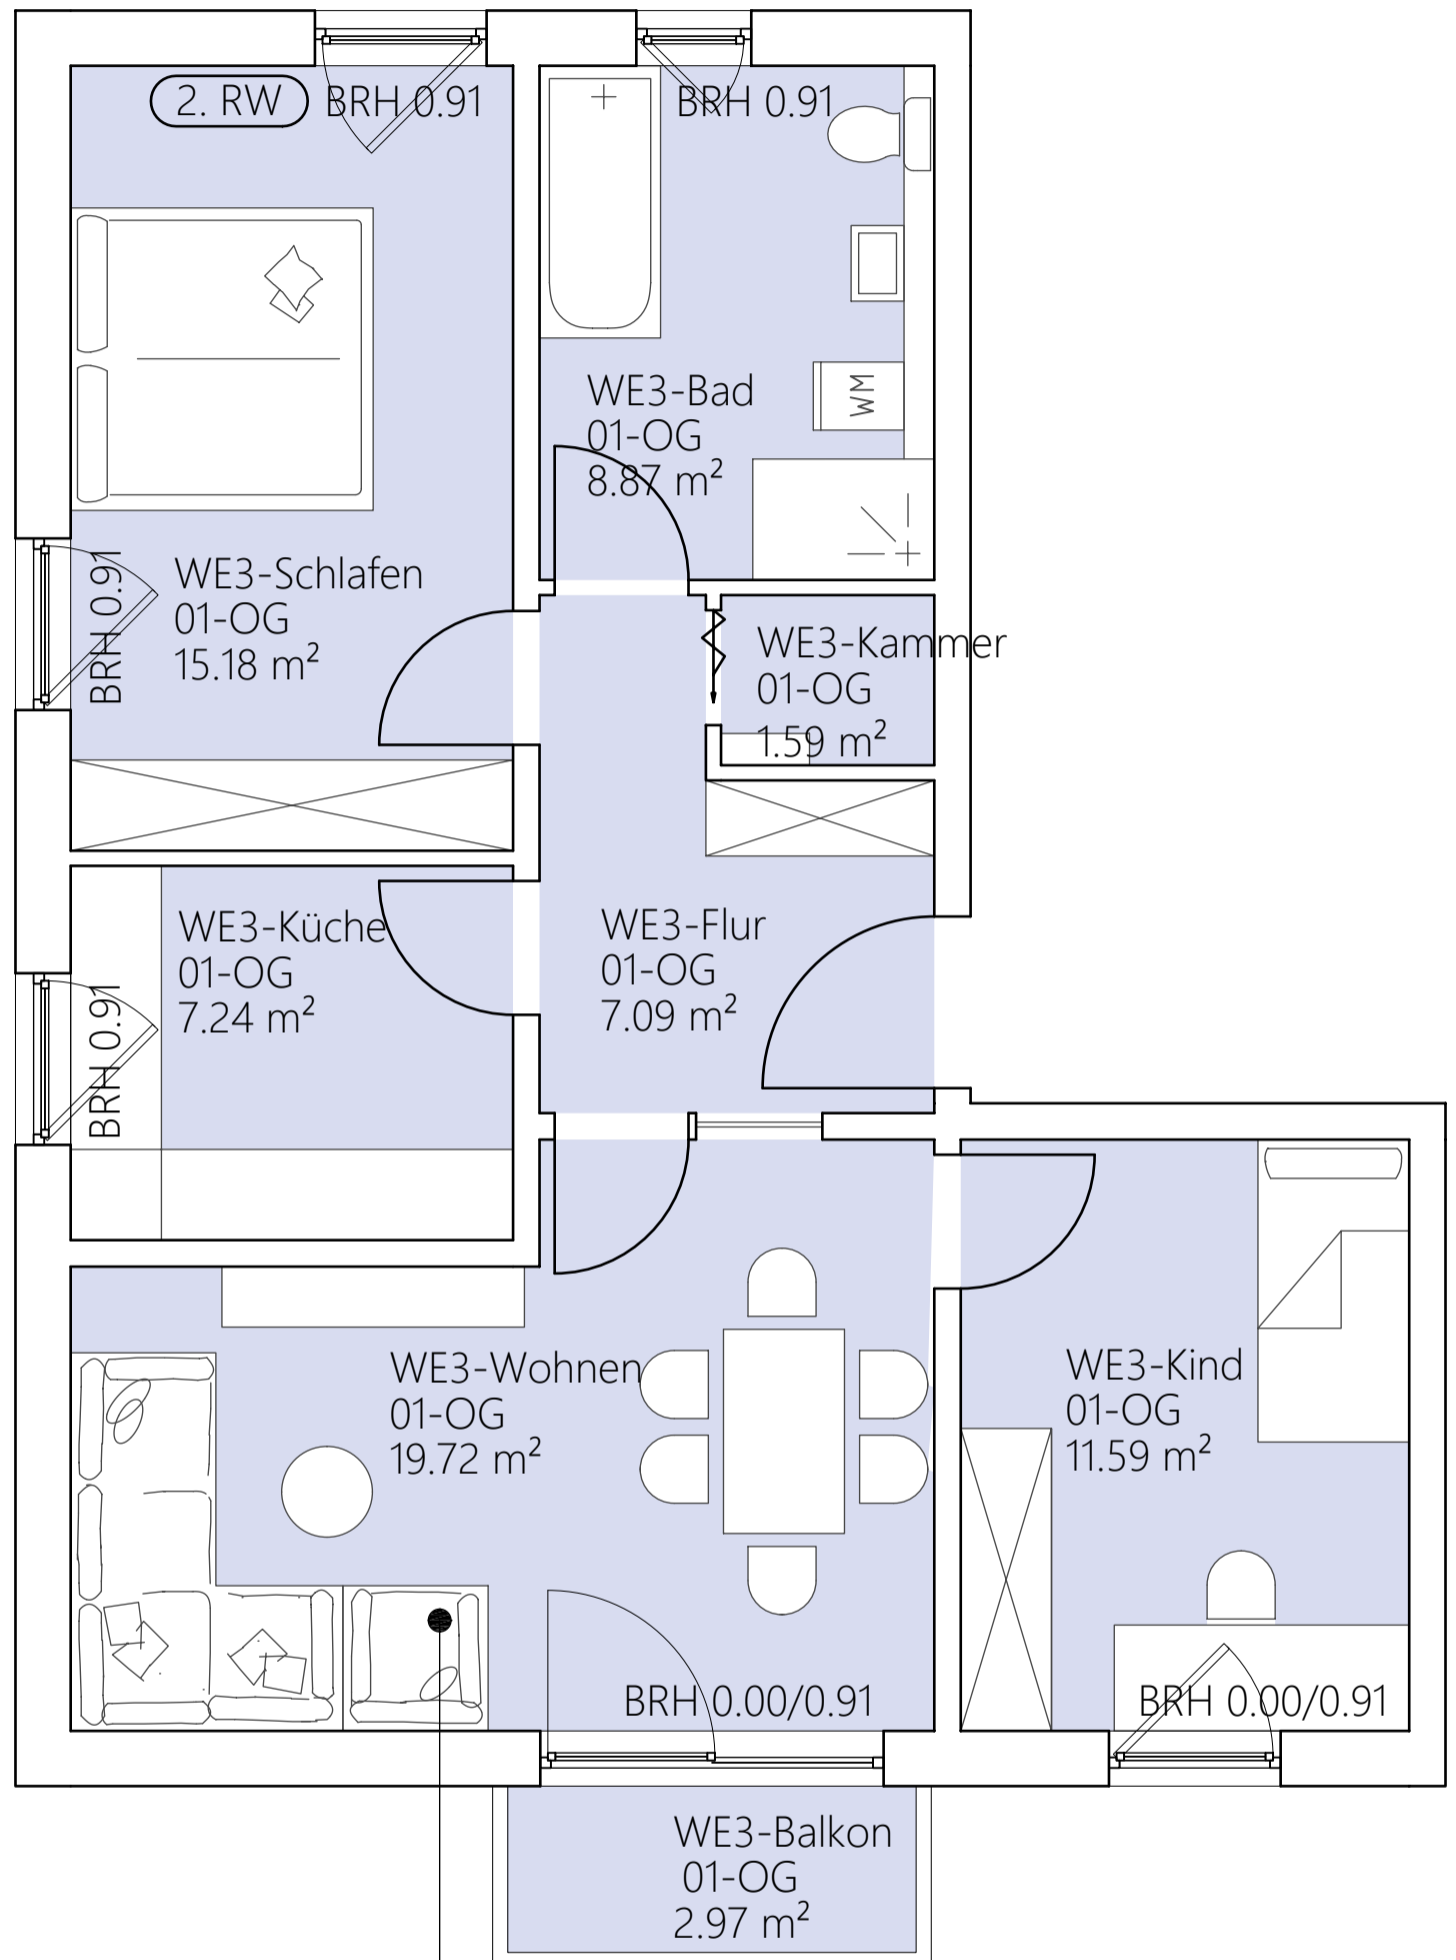 2. RW
BRH 0.91
BRH 0.91
WE3-Bad
01-OG
8.87 m²
WM
WE3-Schlafen
01-OG
15.18 m²
BRH 0.91
WE3-Kammer
01-OG
1.59 m²
WE3-Küche
01-OG
7.24 m²
BRH 0.91
WE3-Flur
01-OG
7.09 m²
WE3-Wohnen
01-OG
19.72 m²
WE3-Kind
01-OG
11.59 m²
BRH 0.00/0.91
BRH 0.00/0.91
WE3-Balkon
01-OG
2.97 m²